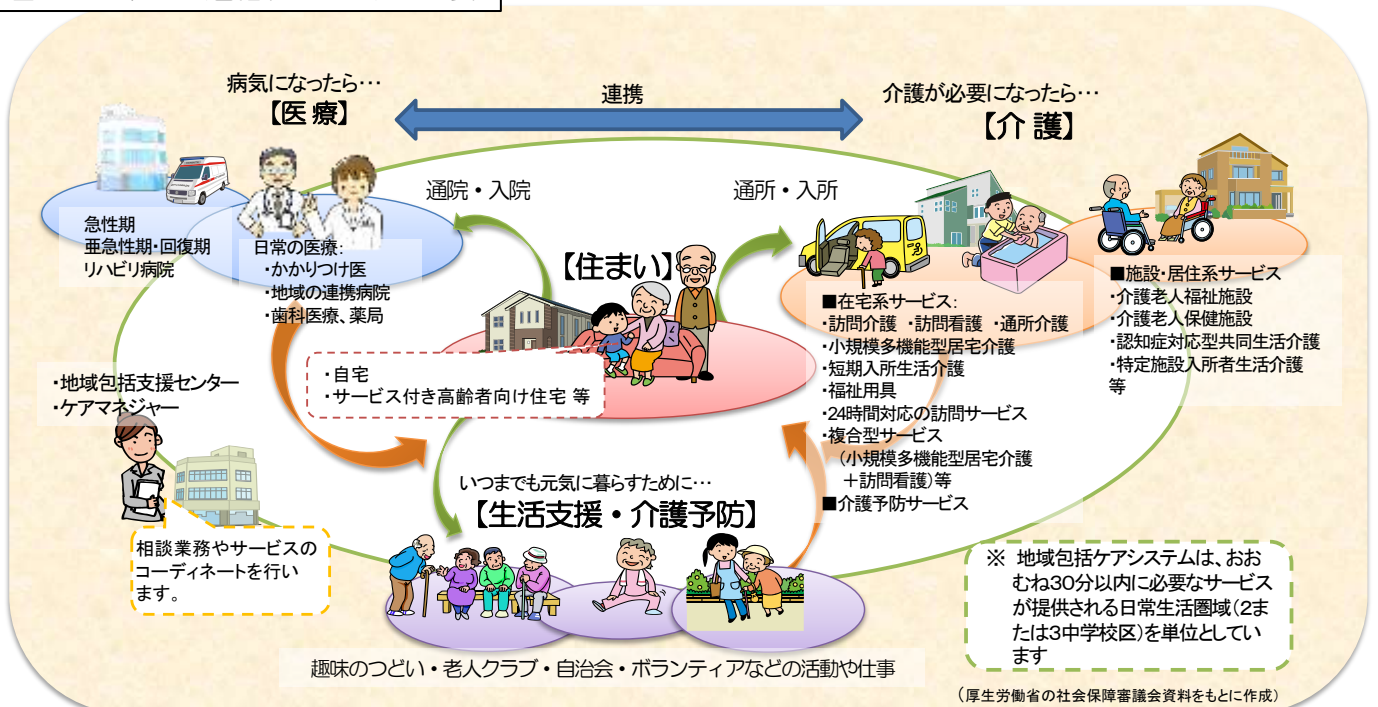 病気になったら…
【医 療】
連携
介護が必要になったら…
【介 護】
通院・入院
通所・入所
急性期
亜急性期・回復期
リハビリ病院
日常の医療:
・かかりつけ医
・地域の連携病院
・歯科医療、薬局
【住まい】
・自宅
・サービス付き高齢者向け住宅 等
■在宅系サービス:
・訪問介護 ・訪問看護 ・通所介護
・小規模多機能型居宅介護
・短期入所生活介護
・福祉用具
・24時間対応の訪問サービス
・複合型サービス
(小規模多機能型居宅介護
+訪問看護)等
■介護予防サービス
■施設・居住系サービス
・介護老人福祉施設
・介護老人保健施設
・認知症対応型共同生活介護
・特定施設入所者生活介護
等
・地域包括支援センター
・ケアマネジャー
相談業務やサービスの
コーディネートを行い
ます。
いつまでも元気に暮らすために…
【生活支援・介護予防】
趣味のつどい・老人クラブ・自治会・ボランティアなどの活動や仕事
※ 地域包括ケアシステムは、おお
むね30分以内に必要なサービス
が提供される日常生活圏域(2ま
たは3中学校区)を単位としてい
ます
(厚生労働省の社会保障審議会資料をもとに作成)